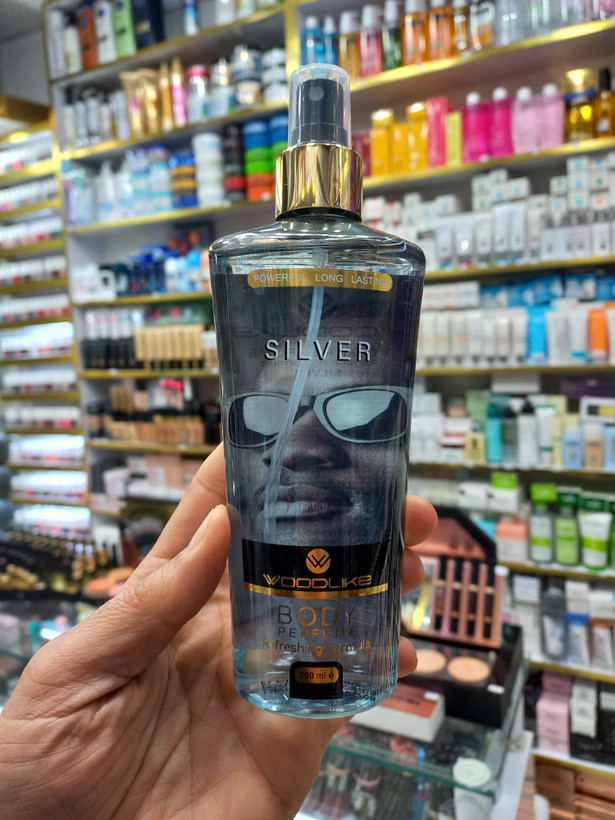 POWERFUL LONG LASTING
SILVER
WOODLIKE
BODY
PERFUME
Refreshing Formula
250 ml e